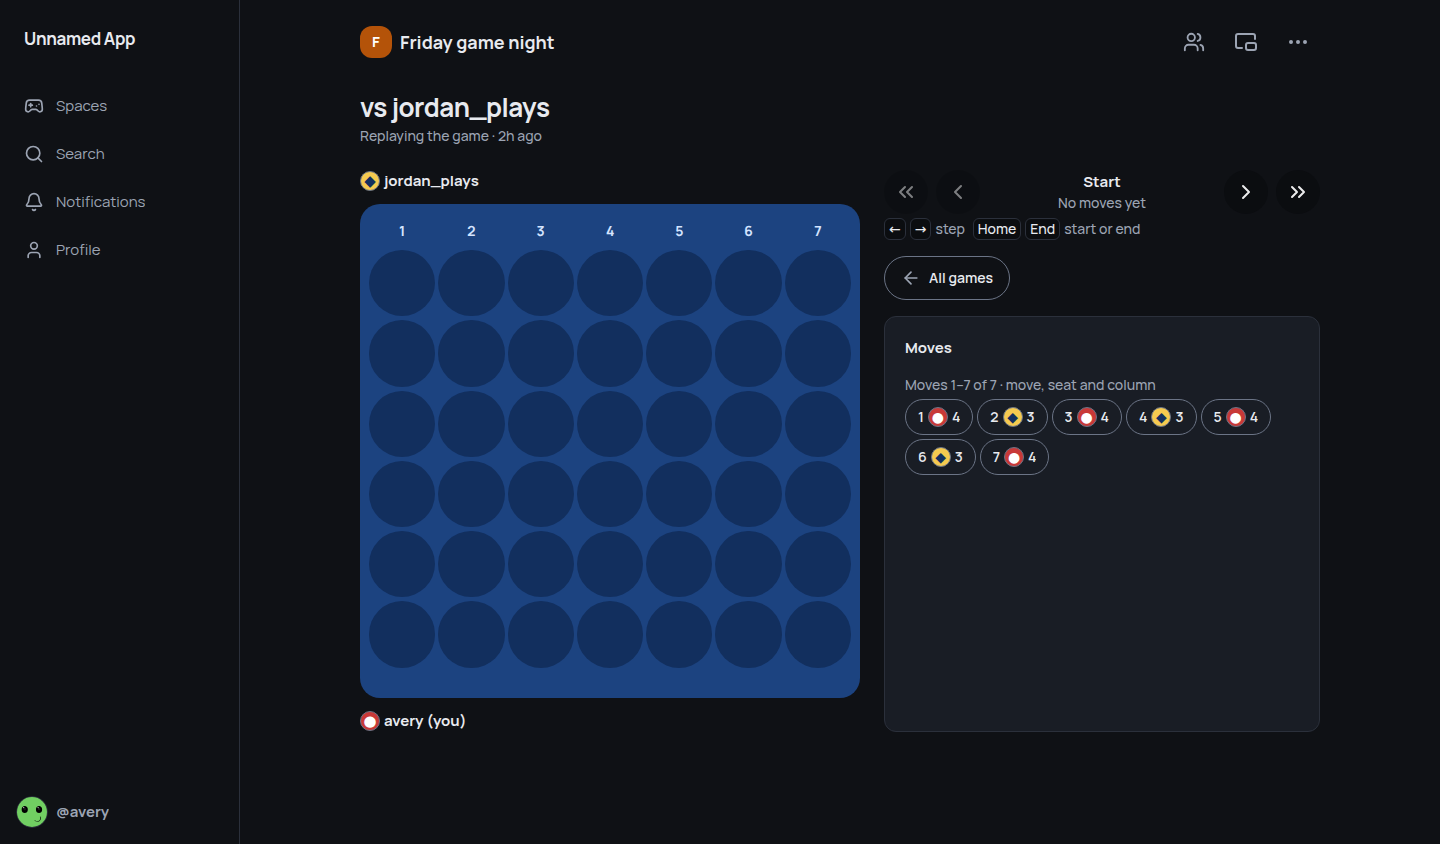 Unnamed App
Spaces
Search
Notifications
Profile
@avery
F Friday game night
vs jordan_plays
Replaying the game · 2h ago
jordan_plays
1 2 3 4 5 6 7
avery (you)
Start
No moves yet
← → step Home End start or end
All games
Moves
Moves 1–7 of 7 · move, seat and column
1 4 2 3 3 4 4 3 5 4
6 3 7 4